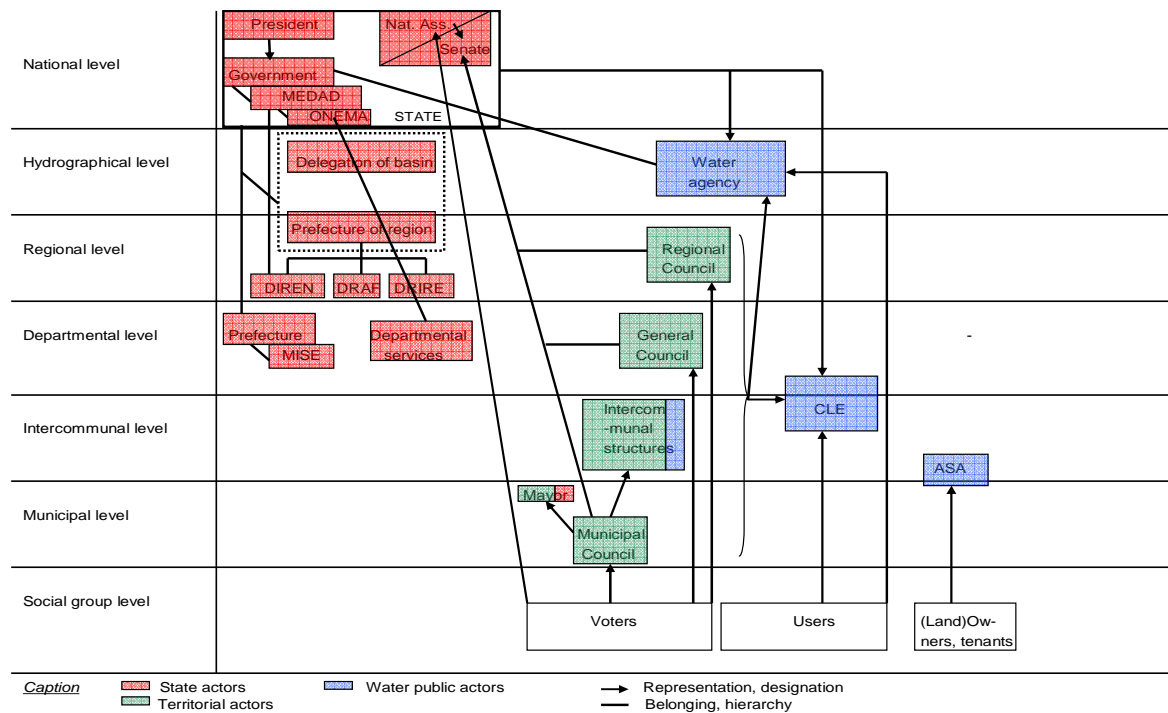 President
Nat. Ass.
Senate
National level
Government
MEDAD
ONEMA
STATE
Hydrographical level
Delegation of basin
Water
agency
Regional level
Prefecture of region
Regional
Council
DIREN
DRAF
DRIRE
Departmental level
Prefecture
MISE
Departmental
services
General
Council
-
Intercommunal level
Intercom
-munal
structures
CLE
ASA
Municipal level
Mayor
Municipal
Council
Social group level
Voters
Users
(Land)Ow-
ners, tenants
Caption
State actors
Water public actors
Representation, designation
Territorial actors
Belonging, hierarchy